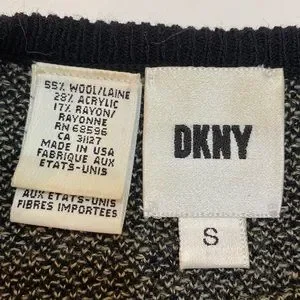 55% WOOL/LAINE
28% ACRYLIC
17% RAYON/
RAYONNE
RN 68596
CA 31127
MADE IN USA
FABRIQUE AUX
ETATS-UNIS
AUX ETATS-UNIS
FIBRES IMPORTEES
DKNY
S